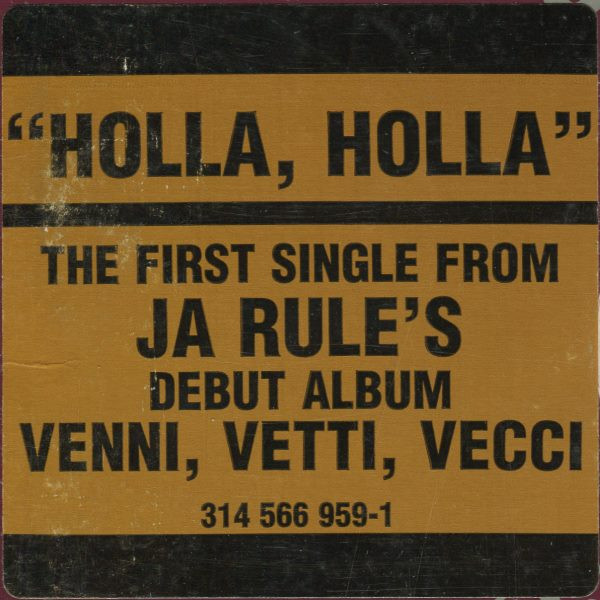 “HOLLA, HOLLA”
THE FIRST SINGLE FROM
JA RULE’S
DEBUT ALBUM
VENNI, VETTI, VECCI
314 566 959-1